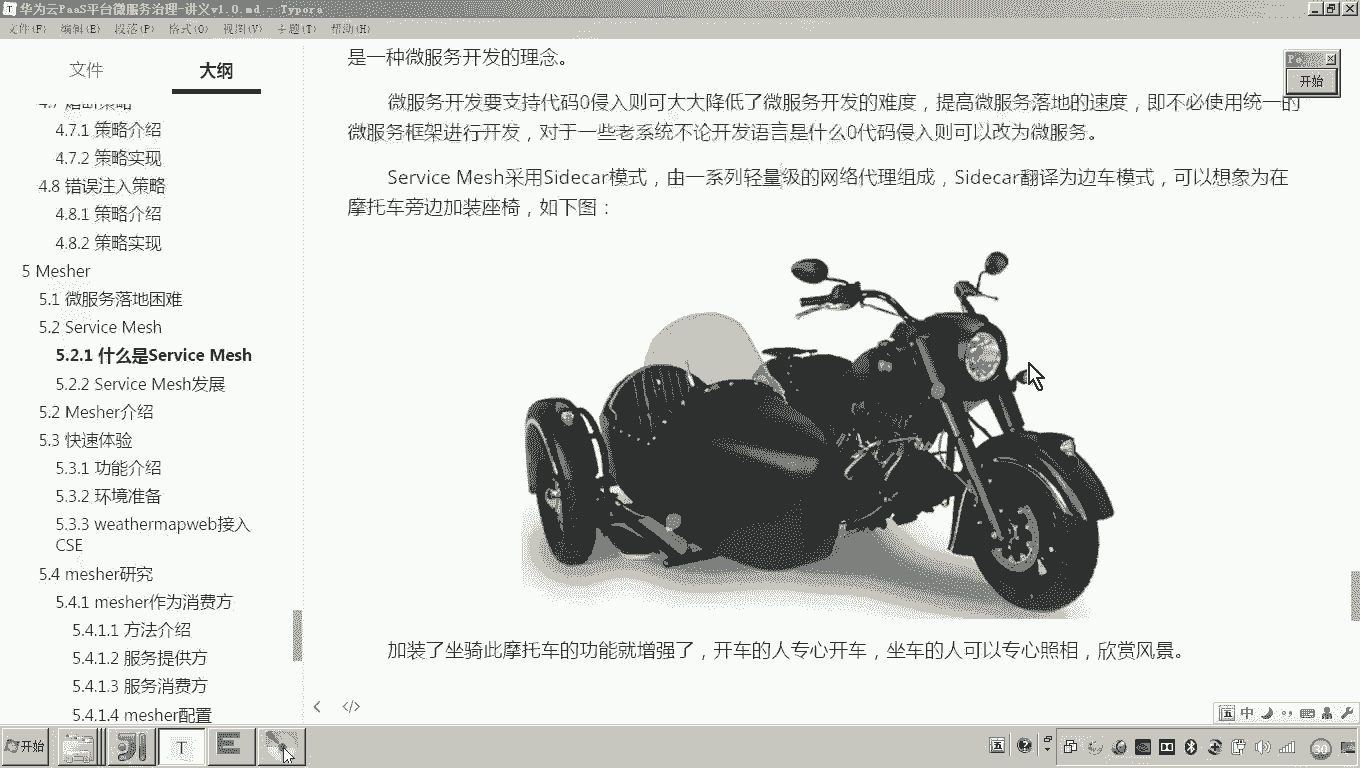 华为云PaaS平台微服务治理-讲义v1.0.md - Typora
文件(F) 编辑(E) 段落(P) 格式(O) 视图(V) 主题(T) 帮助(H)
文件 大纲
4.7 熔断策略
4.7.1 策略介绍
4.7.2 策略实现
4.8 错误注入策略
4.8.1 策略介绍
4.8.2 策略实现
5 Mesher
5.1 微服务落地困难
5.2 Service Mesh
5.2.1 什么是Service Mesh
5.2.2 Service Mesh发展
5.2 Mesher介绍
5.3 快速体验
5.3.1 功能介绍
5.3.2 环境准备
5.3.3 weathermapweb接入
CSE
5.4 mesher研究
5.4.1 mesher作为消费方
5.4.1.1 方法介绍
5.4.1.2 服务提供方
5.4.1.3 服务消费方
5.4.1.4 mesher配置
是一种微服务开发的理念。
微服务开发要支持代码0侵入则可大大降低了微服务开发的难度，提高微服务落地的速度，即不必使用统一的
微服务框架进行开发，对于一些老系统不论开发语言是什么0代码侵入则可以改为微服务。
Service Mesh采用Sidecar模式，由一系列轻量级的网络代理组成，Sidecar翻译为边车模式，可以想象为在
摩托车旁边加装座椅，如下图：
加装了坐骑此摩托车的功能就增强了，开车的人专心开车，坐车的人可以专心照相，欣赏风景。
开始
五 中
开始
T
E
五
30